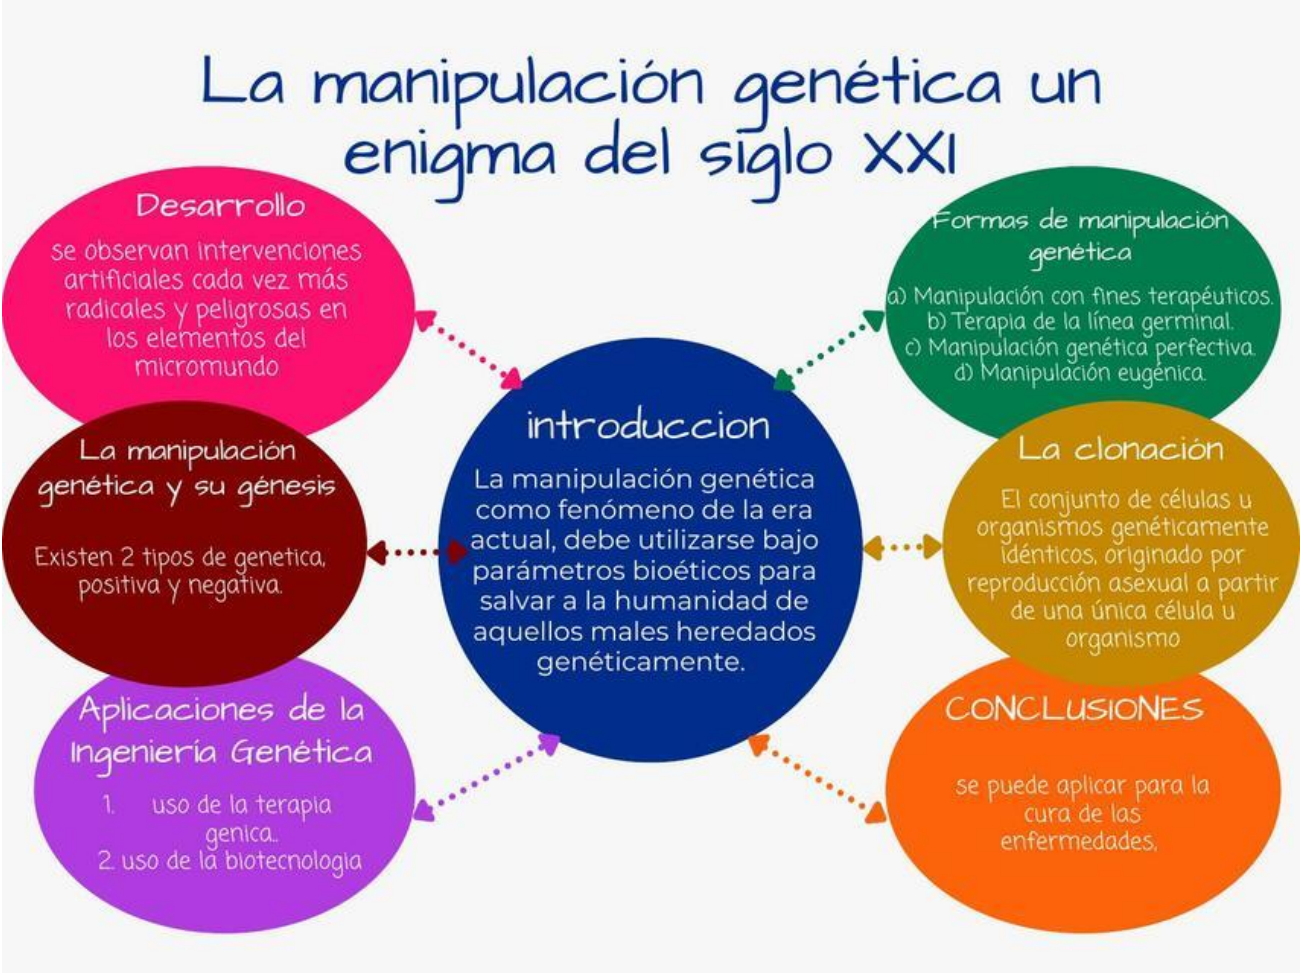 La manipulación genética un
enigma del siglo XXI
Desarrollo
se observan intervenciones
artificiales cada vez más
radicales y peligrosas en
los elementos del
micromundo
La manipulación
genética y su génesis
Existen 2 tipos de genetica,
positiva y negativa.
Aplicaciones de la
Ingeniería Genética
1. uso de la terapia
genica..
2. uso de la biotecnologia
introduccion
La manipulación genética
como fenómeno de la era
actual, debe utilizarse bajo
parámetros bioéticos para
salvar a la humanidad de
aquellos males heredados
genéticamente.
Formas de manipulación
genética
a) Manipulación con fines terapéuticos.
b) Terapia de la línea germinal.
c) Manipulación genética perfectiva.
d) Manipulación eugénica.
La clonación
El conjunto de células u
organismos genéticamente
idénticos, originado por
reproducción asexual a partir
de una única célula u
organismo
CONCLUSIONES
se puede aplicar para la
cura de las
enfermedades,